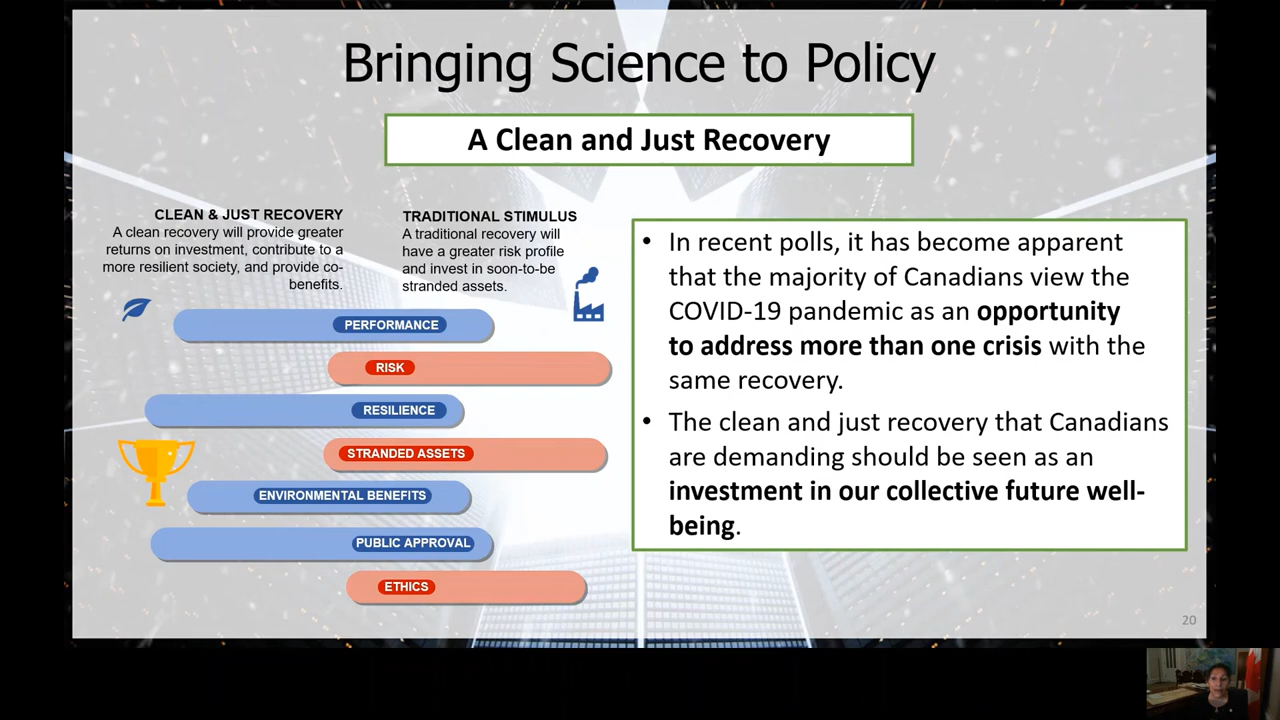 Bringing Science to Policy
A Clean and Just Recovery
CLEAN & JUST RECOVERY
A clean recovery will provide greater
returns on investment, contribute to a
more resilient society, and provide co-
benefits.
TRADITIONAL STIMULUS
A traditional recovery will
have a greater risk profile
and invest in soon-to-be
stranded assets.
PERFORMANCE
RISK
RESILIENCE
STRANDED ASSETS
ENVIRONMENTAL BENEFITS
PUBLIC APPROVAL
ETHICS
• In recent polls, it has become apparent
that the majority of Canadians view the
COVID-19 pandemic as an opportunity
to address more than one crisis with the
same recovery.
• The clean and just recovery that Canadians
are demanding should be seen as an
investment in our collective future well-
being.
20